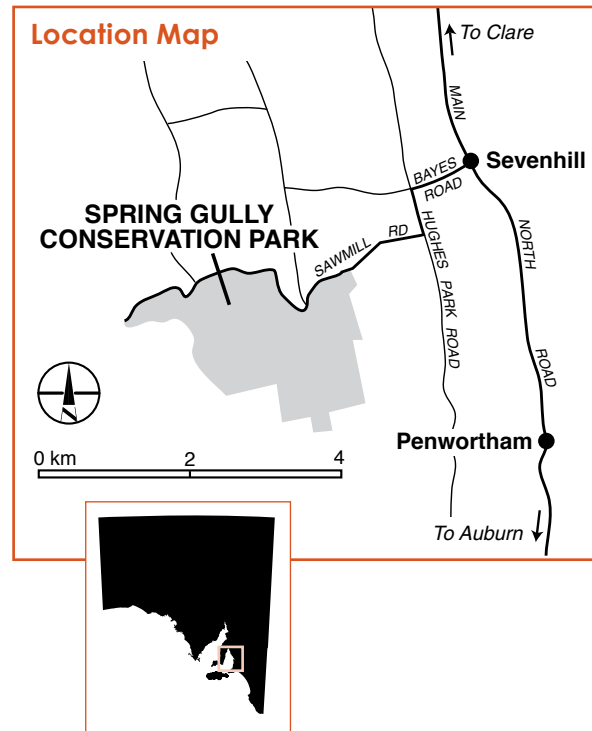 Location Map
To Clare
MAIN
Sevenhill
BAYES
ROAD
SPRING GULLY
CONSERVATION PARK
SAWMILL RD
HUGHES PARK ROAD
NORTH
ROAD
Penwortham
N
0 km 2 4
To Auburn